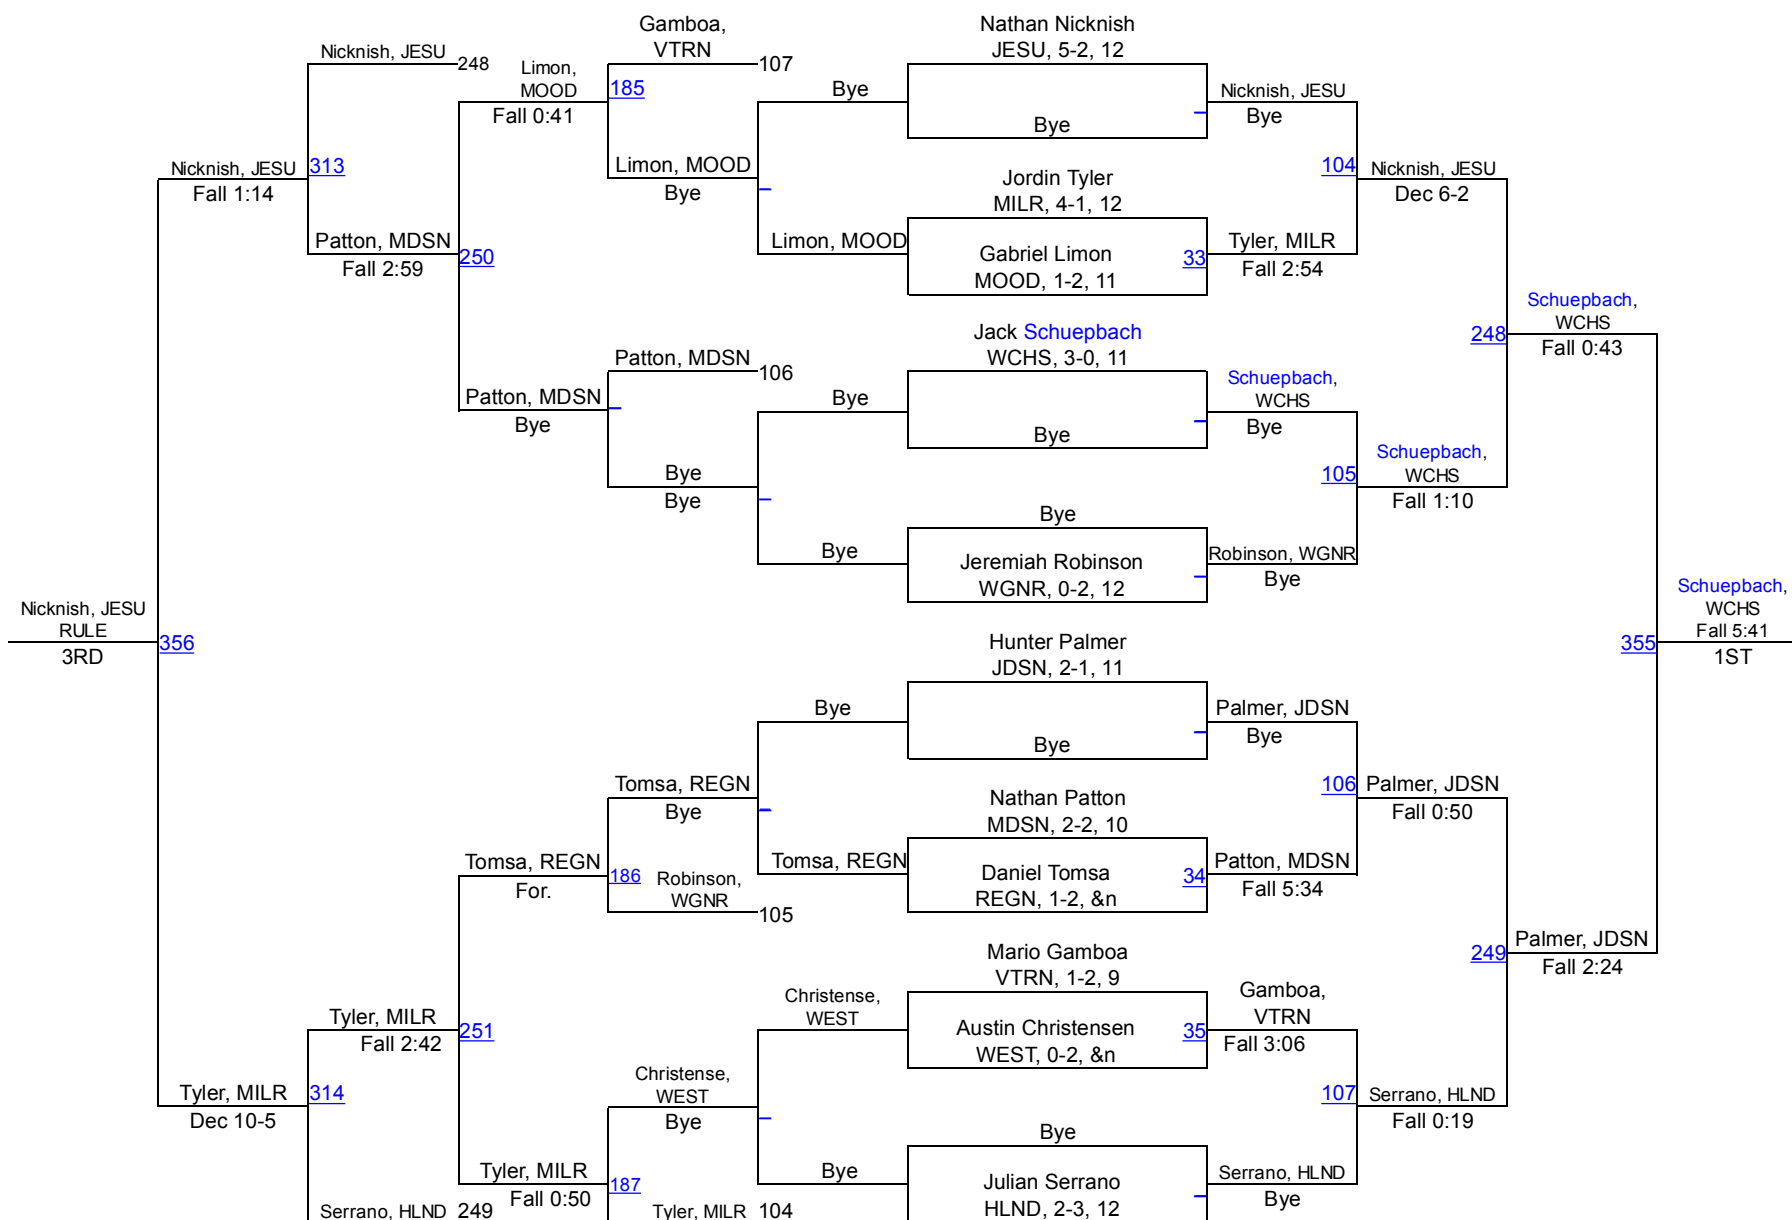 Nicknish, JESU
RULE
3RD
356
Nicknish, JESU
Fall 1:14
313
Nicknish, JESU
248
Patton, MDSN
Fall 2:59
250
Limon,
MOOD
Fall 0:41
185
Gamboa,
VTRN
107
Limon, MOOD
Bye
Bye
Limon, MOOD
Patton, MDSN
Bye
Patton, MDSN
106
Bye
Bye
Bye
Bye
Tyler, MILR
Dec 10-5
314
Tyler, MILR
Fall 2:42
251
Serrano, HLND
249
Tomsa, REGN
For.
186
Tomsa, REGN
Bye
Robinson,
WGNR
105
Bye
Tomsa, REGN
Tyler, MILR
Fall 0:50
187
Christense,
WEST
Bye
Tyler, MILR
104
Christense,
WEST
Bye
Nathan Nicknish
JESU, 5-2, 12
Bye
Jordin Tyler
MILR, 4-1, 12
Gabriel Limon
MOOD, 1-2, 11
33
Jack Schuepbach
WCHS, 3-0, 11
Bye
Bye
Jeremiah Robinson
WGNR, 0-2, 12
Hunter Palmer
JDSN, 2-1, 11
Bye
Nathan Patton
MDSN, 2-2, 10
Daniel Tomsa
REGN, 1-2, &n
34
Mario Gamboa
VTRN, 1-2, 9
Austin Christensen
WEST, 0-2, &n
35
Bye
Julian Serrano
HLND, 2-3, 12
Nicknish, JESU
Bye
Tyler, MILR
Fall 2:54
104
Schuepbach,
WCHS
Bye
Robinson, WGNR
Bye
105
Palmer, JDSN
Bye
Patton, MDSN
Fall 5:34
106
Gamboa,
VTRN
Fall 3:06
Serrano, HLND
Bye
107
Nicknish, JESU
Dec 6-2
Schuepbach,
WCHS
Fall 1:10
248
Palmer, JDSN
Fall 0:50
Serrano, HLND
Fall 0:19
249
Schuepbach,
WCHS
Fall 0:43
Palmer, JDSN
Fall 2:24
355
Schuepbach,
WCHS
Fall 5:41
1ST